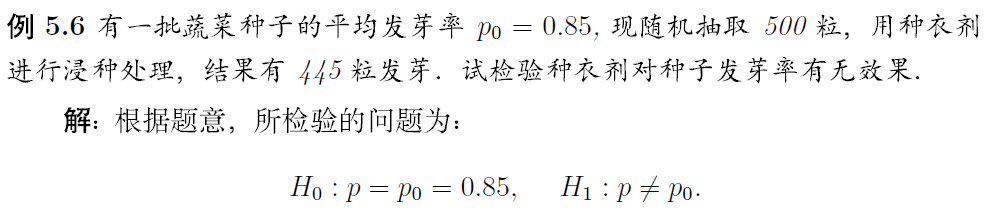 例 5.6 有一批蔬菜种子的平均发芽率 p₀ = 0.85, 现随机抽取 500 粒，用种衣剂
进行浸种处理，结果有 445 粒发芽．试检验种衣剂对种子发芽率有无效果．
解：根据题意，所检验的问题为：
H₀ : p = p₀ = 0.85, H₁ : p ≠ p₀.